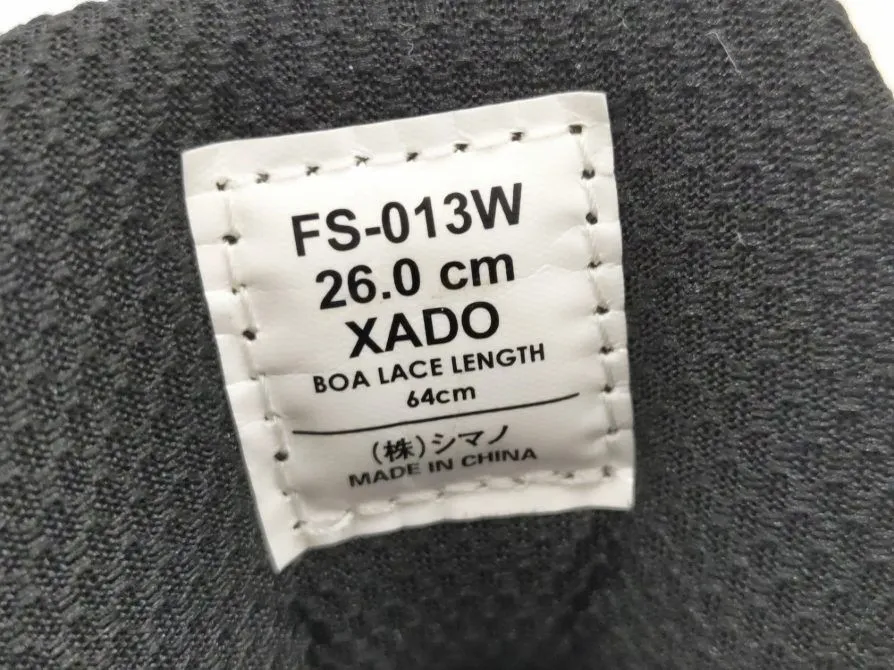 FS-013W
26.0 cm
XADO
BOA LACE LENGTH
64cm
(株)シマノ
MADE IN CHINA